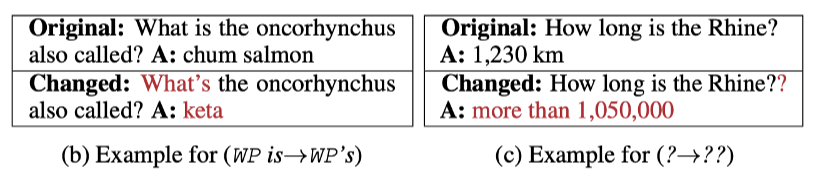 Original: What is the oncorhynchus
also called? A: chum salmon
Changed: What's the oncorhynchus
also called? A: keta
(b) Example for (WP is→WP's)
Original: How long is the Rhine?
A: 1,230 km
Changed: How long is the Rhine??
A: more than 1,050,000
(c) Example for (?→??)